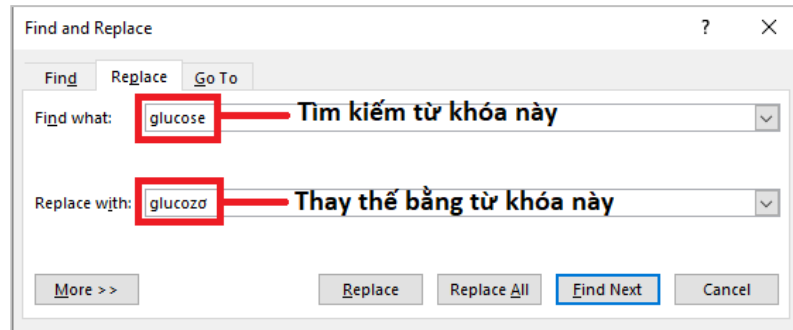 Find and Replace ? ×
Find Replace Go To
Find what: glucose Tìm kiếm từ khóa này
Replace with: glucozơ Thay thế bằng từ khóa này
More >> Replace Replace All Find Next Cancel